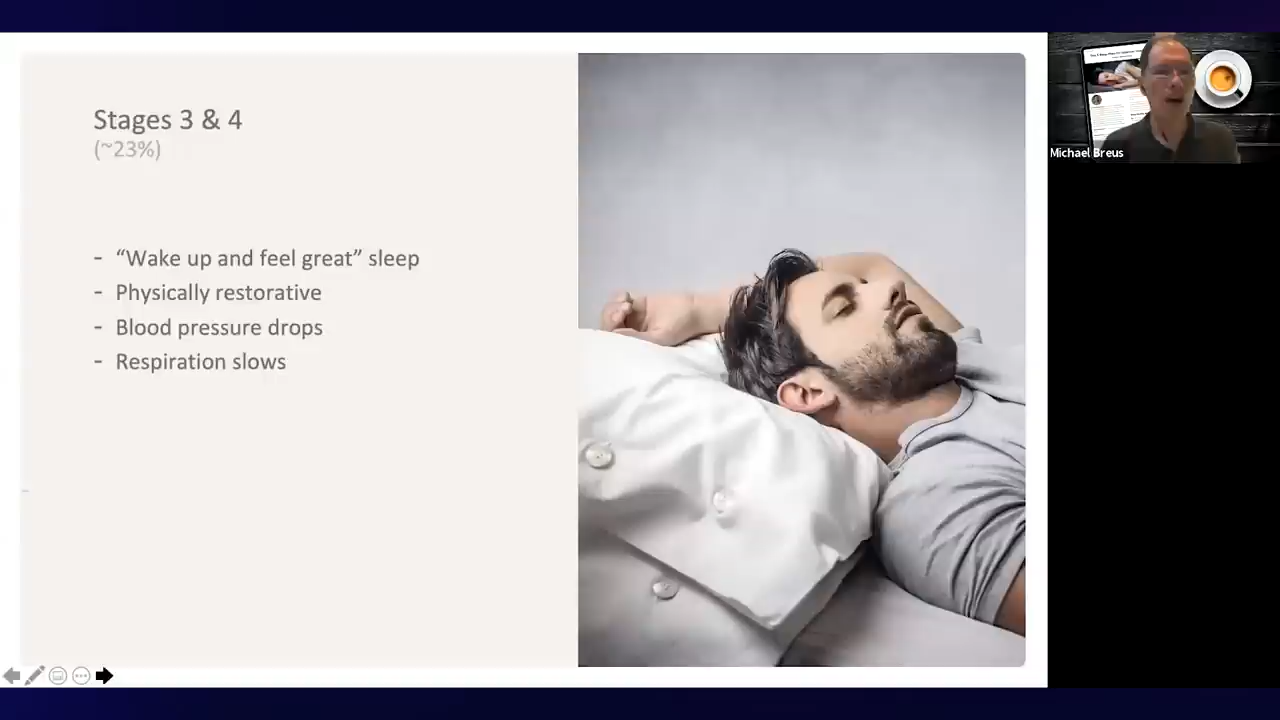 Stages 3 & 4
(~23%)
- “Wake up and feel great” sleep
- Physically restorative
- Blood pressure drops
- Respiration slows
Michael Breus